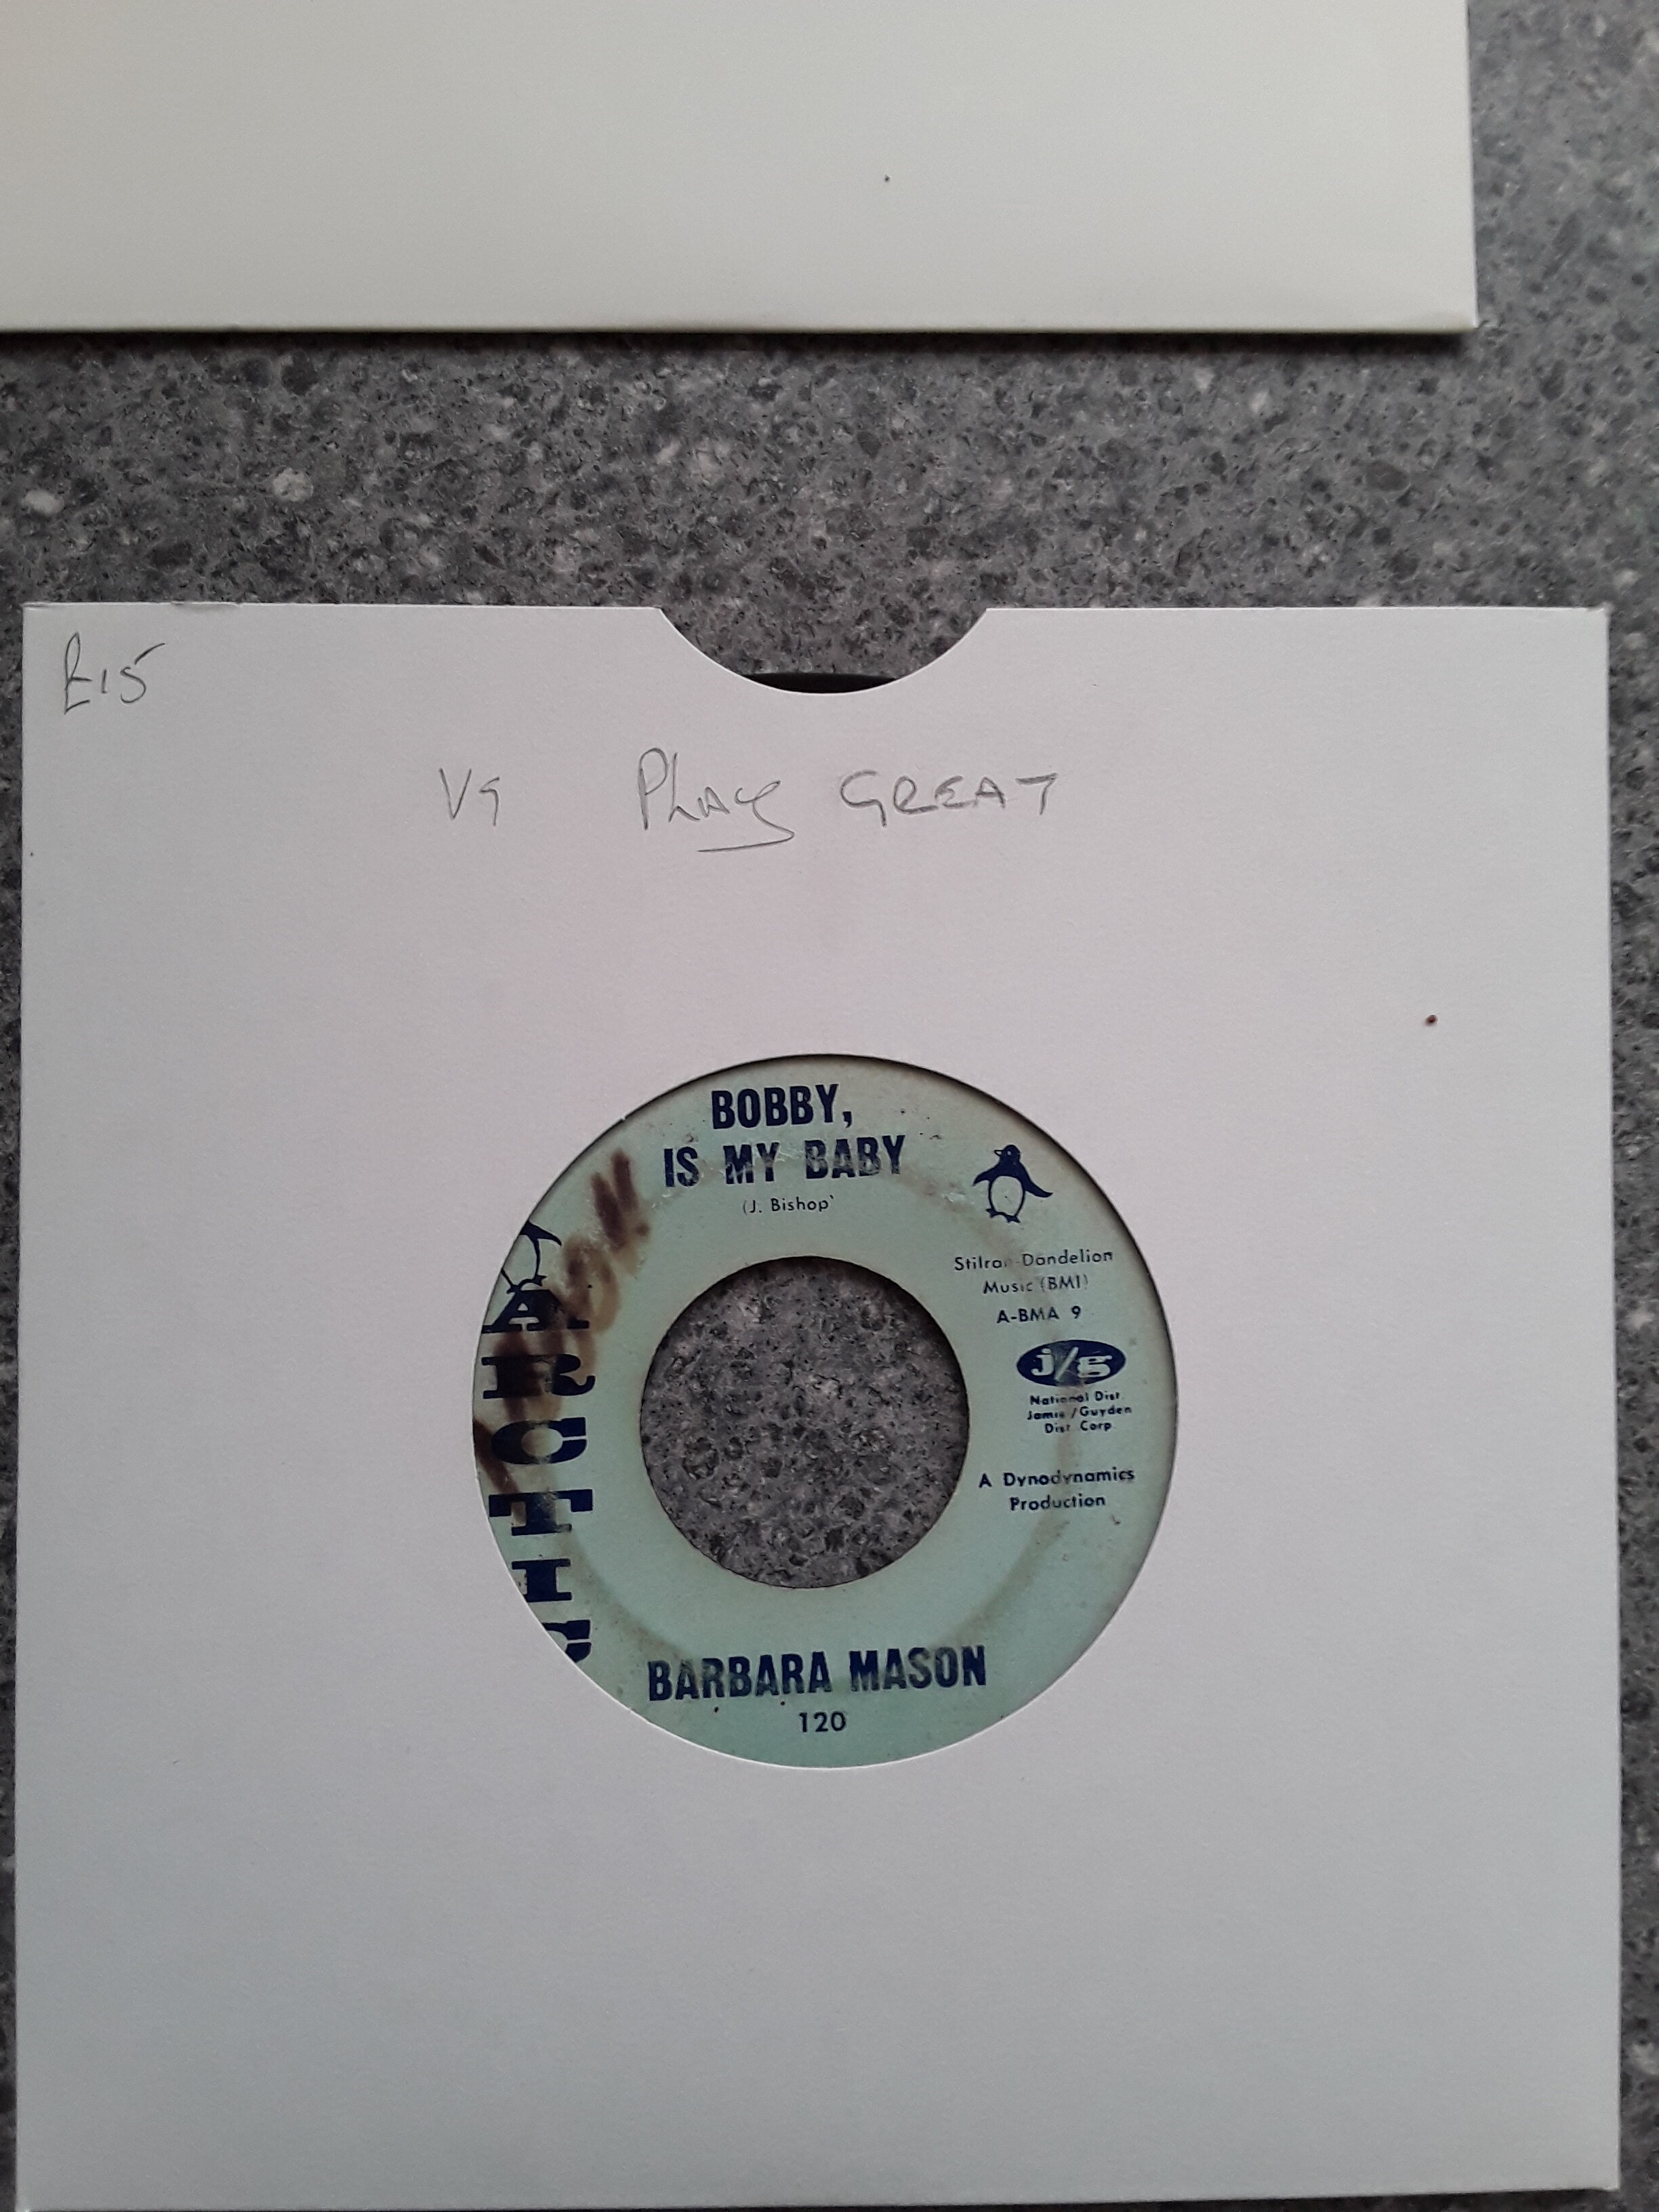 £15
VG Plays GREAT
BOBBY,
IS MY BABY
(J. Bishop)
Stilran-Dandelion
Music (BMI)
A-BMA 9
j/g
National Dist.
Jamie/Guyden
Dist. Corp.
A Dynodynamics
Production
ARCTIC
BARBARA MASON
120